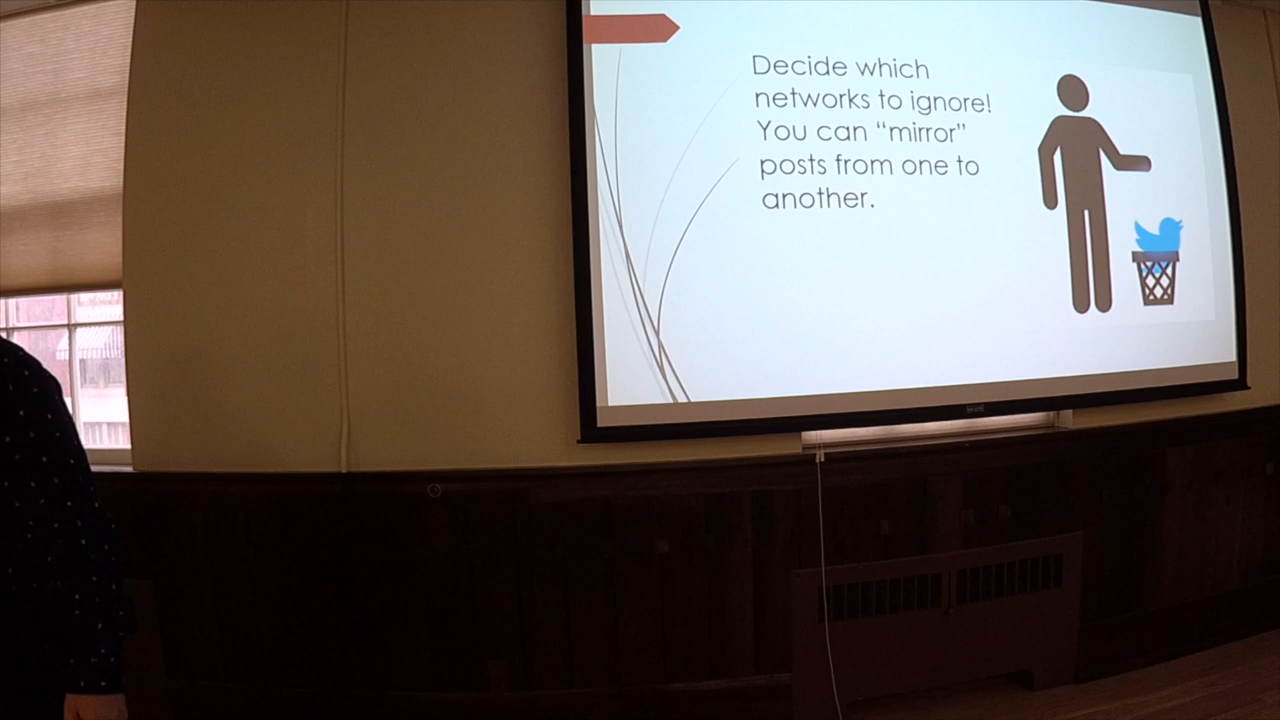 Decide which
networks to ignore!
You can “mirror”
posts from one to
another.